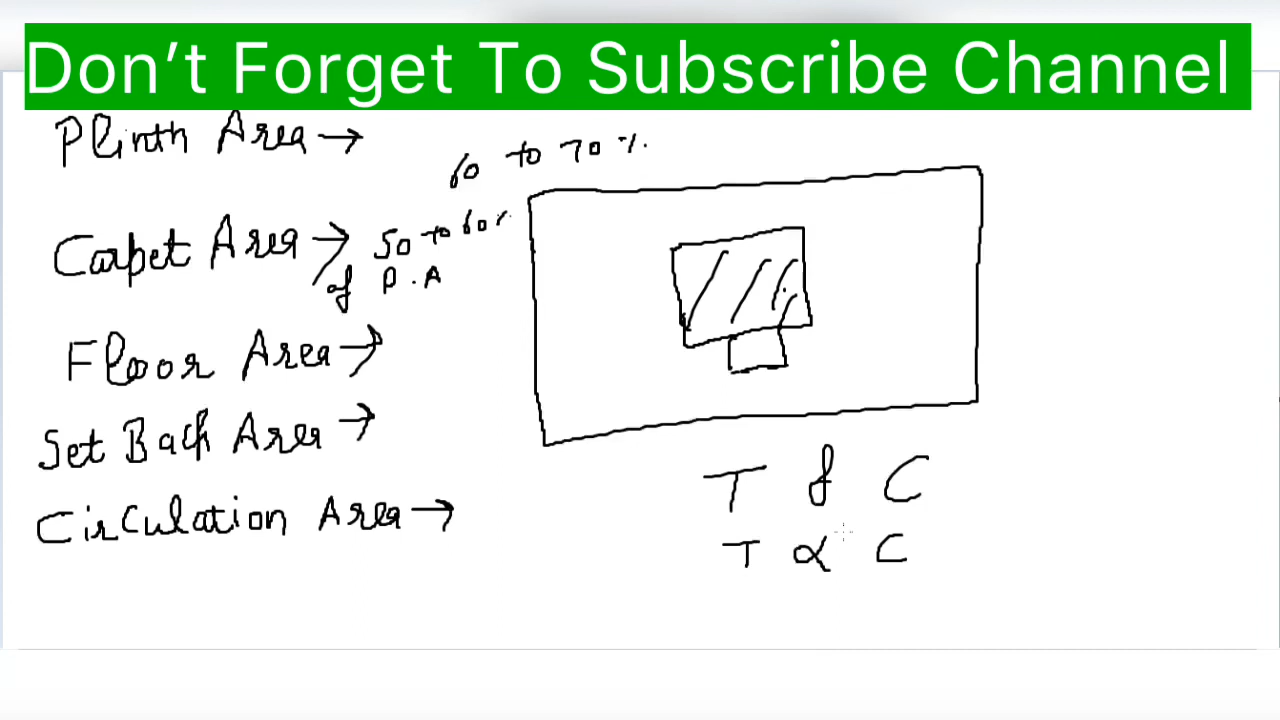 Don't Forget To Subscribe Channel
Plinth Area →
60 to 70 %
Carpet Area → 50 to 60%
of P.A
Floor Area →
Set Back Area →
Circulation Area →
T & C
T α C